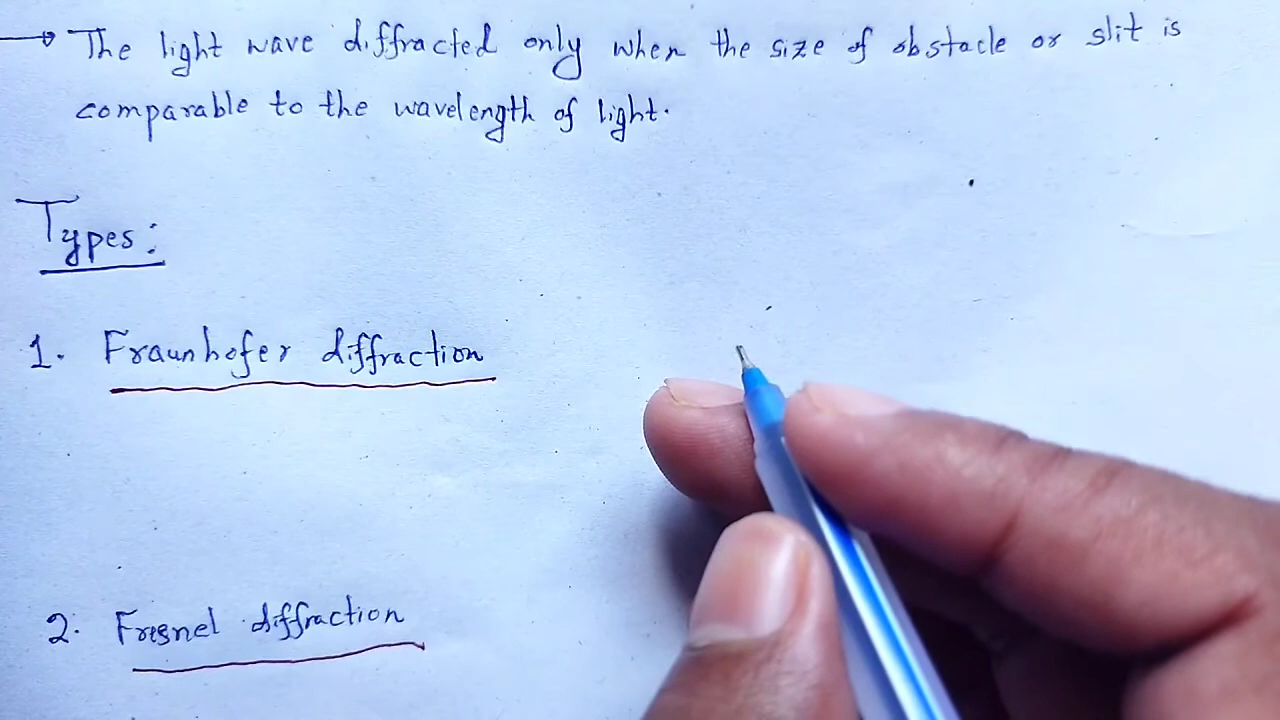 The light wave diffracted only when the size of obstacle or slit is
comparable to the wavelength of light.
Types:
1. Fraunhofer diffraction
2. Fresnel diffraction